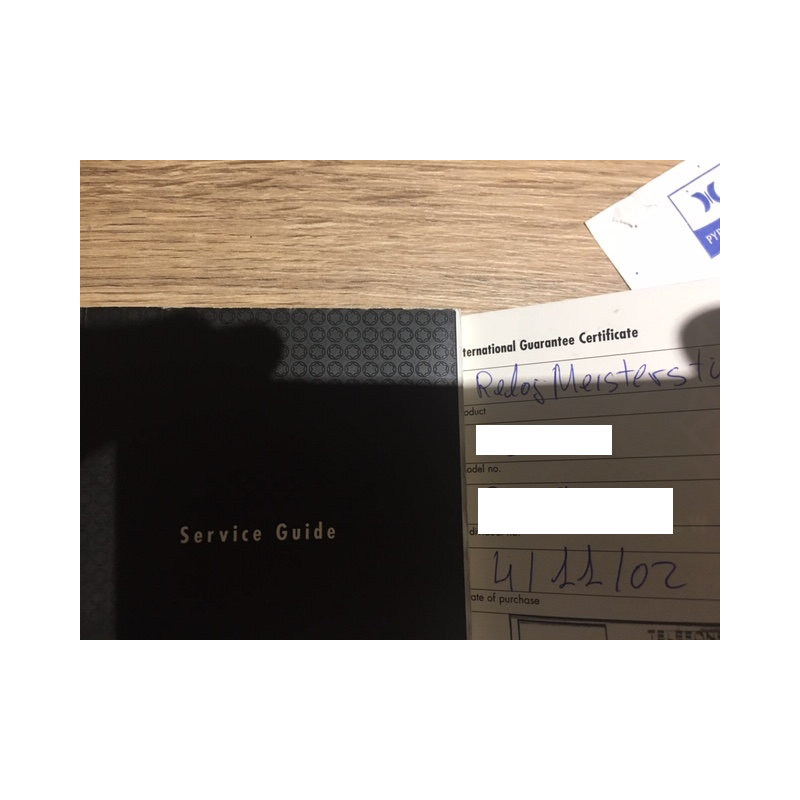 Service Guide
ternational Guarantee Certificate
Reloj Meisterstü
oduct
odel no.
4/11/02
ate of purchase